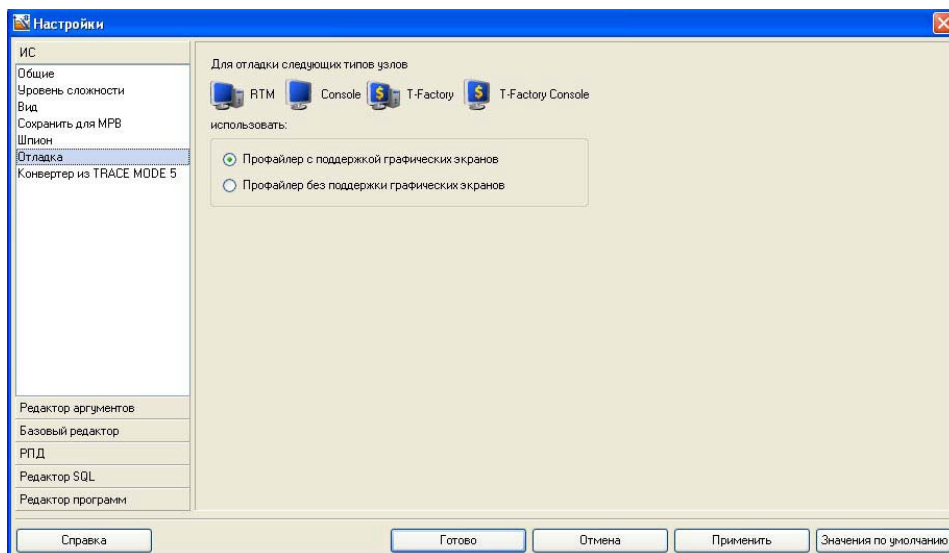 Настройки
ИС
Общие
Уровень сложности
Вид
Сохранить для МРВ
Шпион
Отладка
Конвертер из TRACE MODE 5
Редактор аргументов
Базовый редактор
РПД
Редактор SQL
Редактор программ
Для отладки следующих типов узлов
RTM Console T-Factory T-Factory Console
использовать:
Профайлер с поддержкой графических экранов
Профайлер без поддержки графических экранов
Справка Готово Отмена Применить Значения по умолчанию